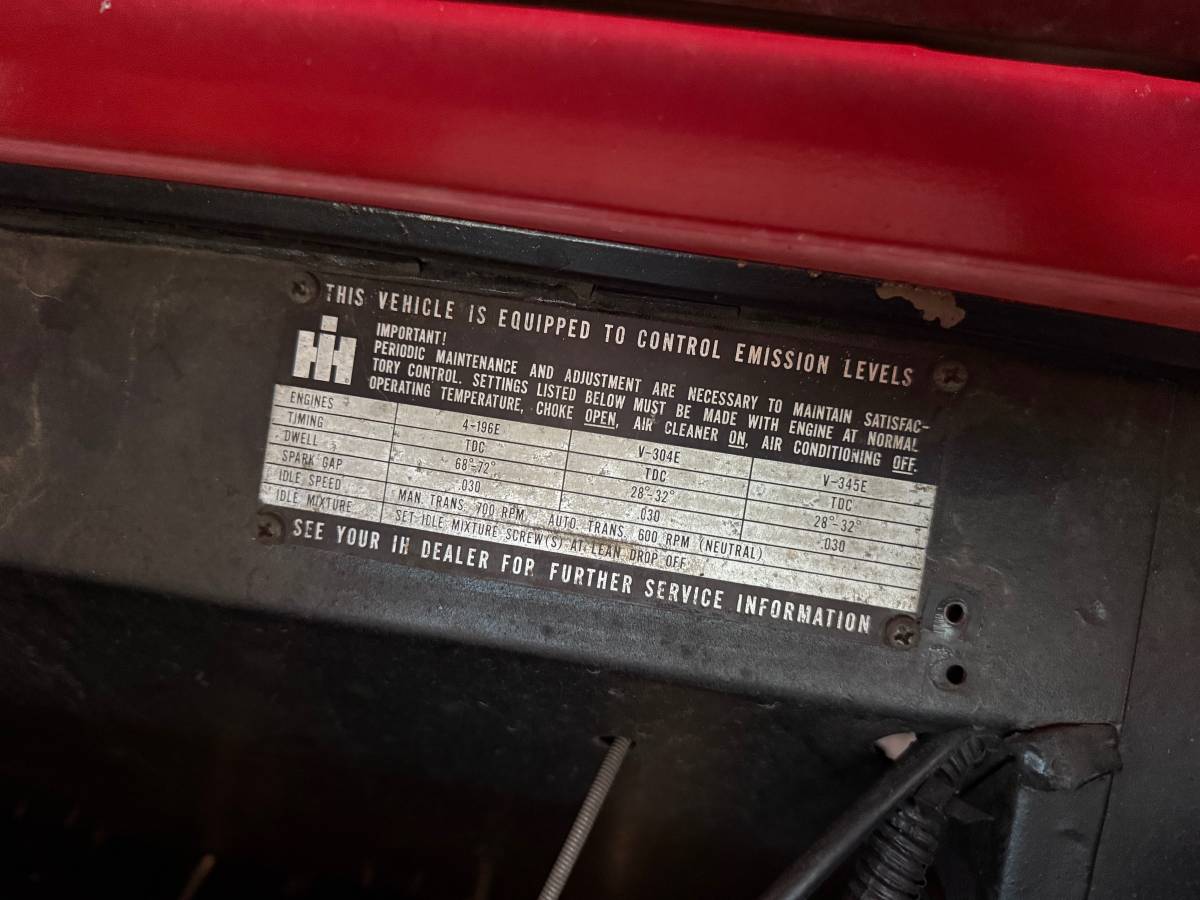 THIS VEHICLE IS EQUIPPED TO CONTROL EMISSION LEVELS
IH
IMPORTANT!
PERIODIC MAINTENANCE AND ADJUSTMENT ARE NECESSARY TO MAINTAIN SATISFAC-
TORY CONTROL. SETTINGS LISTED BELOW MUST BE MADE WITH ENGINE AT NORMAL
OPERATING TEMPERATURE, CHOKE OPEN, AIR CLEANER ON, AIR CONDITIONING OFF.
ENGINES 4-196E V-304E V-345E
TIMING TDC TDC TDC
DWELL 68°-72° 28°-32° 28°-32°
SPARK GAP .030 .030 .030
IDLE SPEED MAN. TRANS. 700 RPM, AUTO. TRANS. 600 RPM (NEUTRAL)
IDLE MIXTURE SET IDLE MIXTURE SCREW(S) AT LEAN DROP OFF
SEE YOUR IH DEALER FOR FURTHER SERVICE INFORMATION